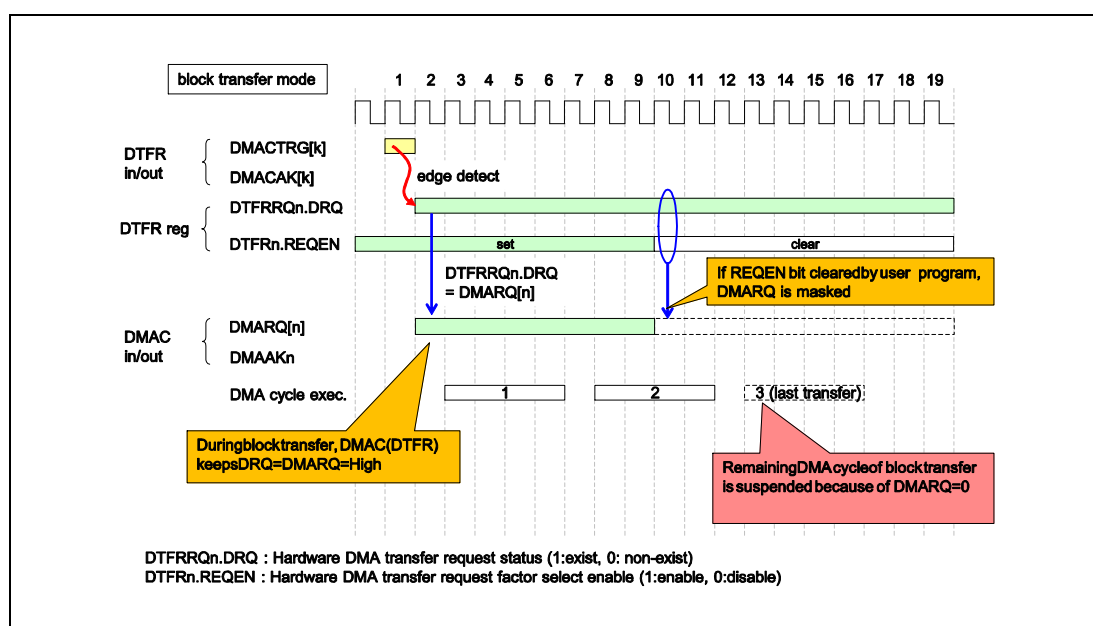 block transfer mode
1 2 3 4 5 6 7 8 9 10 11 12 13 14 15 16 17 18 19
DTFR
in/out
DMACTRG[k]
DMACAK[k]
edge detect
DTFR reg
DTFRRQn.DRQ
DTFRn.REQEN
set
clear
DTFRRQn.DRQ
= DMARQ[n]
If REQEN bit clearedby user program,
DMARQ is masked
DMAC
in/out
DMARQ[n]
DMAAKn
DMA cycle exec.
1
2
3 (last transfer)
Duringblocktransfer, DMAC(DTFR)
keepsDRQ=DMARQ=High
RemainingDMAcycleof blocktransfer
is suspended because of DMARQ=0
DTFRRQn.DRQ : Hardware DMA transfer request status (1:exist, 0: non-exist)
DTFRn.REQEN : Hardware DMA transfer request factor select enable (1:enable, 0:disable)